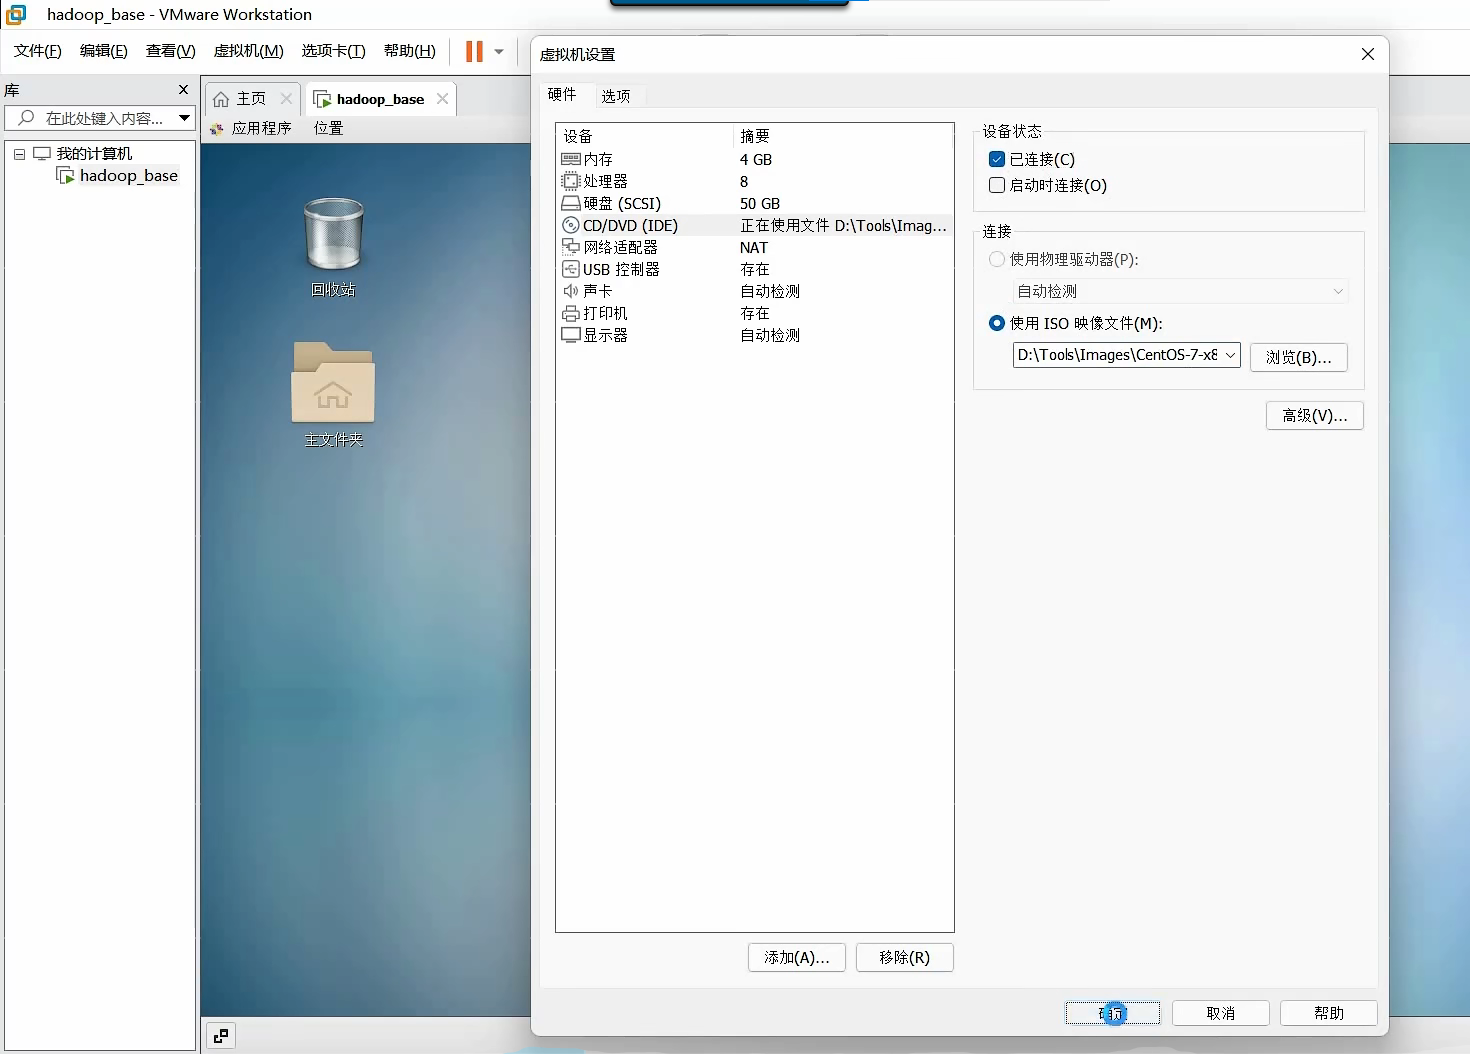 hadoop_base - VMware Workstation
文件(F) 编辑(E) 查看(V) 虚拟机(M) 选项卡(T) 帮助(H)
库
在此处键入内容...
我的计算机
hadoop_base
主页
hadoop_base
应用程序 位置
回收站
主文件夹
虚拟机设置
硬件 选项
设备 摘要
内存 4 GB
处理器 8
硬盘 (SCSI) 50 GB
CD/DVD (IDE) 正在使用文件 D:\Tools\Imag...
网络适配器 NAT
USB 控制器 存在
声卡 自动检测
打印机 存在
显示器 自动检测
添加(A)... 移除(R)
设备状态
已连接(C)
启动时连接(O)
连接
使用物理驱动器(P):
自动检测
使用 ISO 映像文件(M):
D:\Tools\Images\CentOS-7-x8 浏览(B)...
高级(V)...
确定 取消 帮助